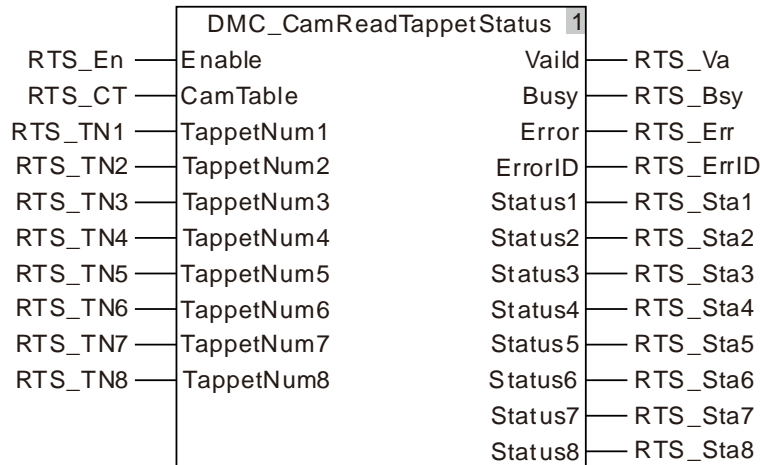 DMC_CamReadTappetStatus 1
RTS_En Enable Vaild RTS_Va
RTS_CT CamTable Busy RTS_Bsy
RTS_TN1 TappetNum1 Error RTS_Err
RTS_TN2 TappetNum2 ErrorID RTS_ErrID
RTS_TN3 TappetNum3 Status1 RTS_Sta1
RTS_TN4 TappetNum4 Status2 RTS_Sta2
RTS_TN5 TappetNum5 Status3 RTS_Sta3
RTS_TN6 TappetNum6 Status4 RTS_Sta4
RTS_TN7 TappetNum7 Status5 RTS_Sta5
RTS_TN8 TappetNum8 Status6 RTS_Sta6
Status7 RTS_Sta7
Status8 RTS_Sta8